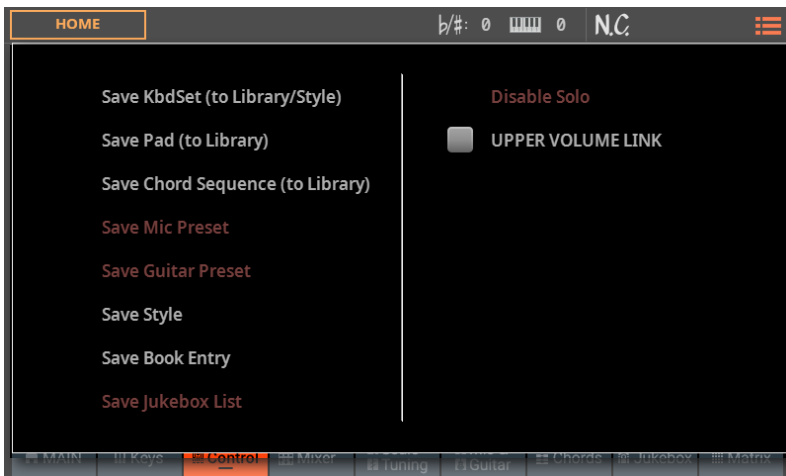 HOME
♭/#: 0 0 N.C.
Save KbdSet (to Library/Style)
Save Pad (to Library)
Save Chord Sequence (to Library)
Save Mic Preset
Save Guitar Preset
Save Style
Save Book Entry
Save Jukebox List
Disable Solo
UPPER VOLUME LINK
MAIN Keys Control Mixer Tuning Guitar Chords Jukebox Matrix